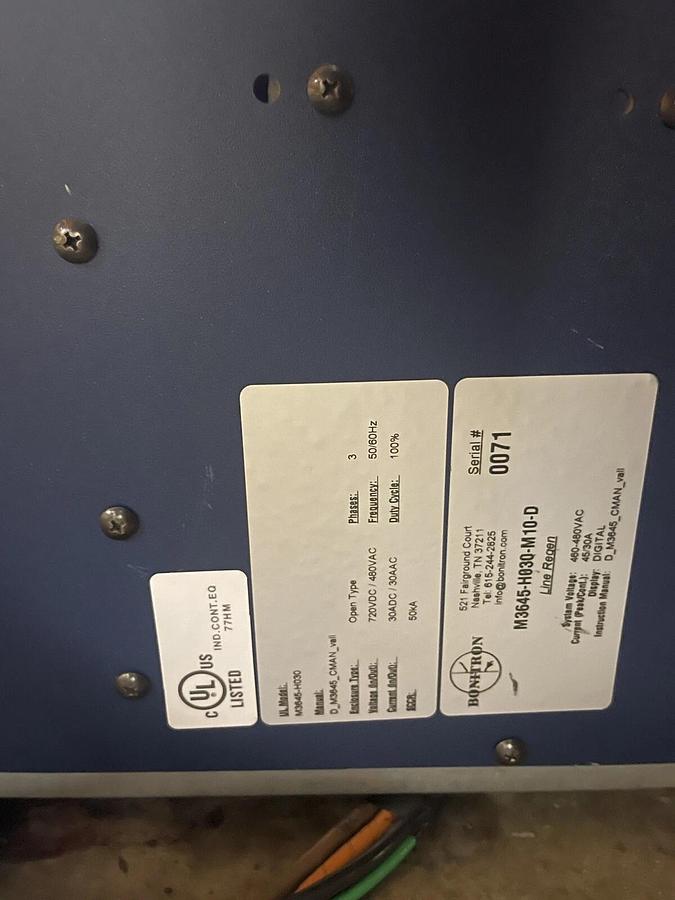 C UL US
LISTED
IND.CONT.EQ
77HM
UL Model:
M3645-H030
Manual:
D_M3645_CMAN_vall
Enclosure Type: Open Type Phases: 3
Voltage (In/Out): 720VDC / 480VAC Frequency: 50/60Hz
Current (In/Out): 30ADC / 30AAC Duty Cycle: 100%
SCCR: 50kA
BONITRON
521 Fairground Court
Nashville, TN 37211
Tel: 615-244-2825
info@bonitron.com
Serial #
0071
M3645-H030-M10-D
Line Regen
System Voltage: 460-480VAC
Current (Peak/Cont.): 45/30A
Display: DIGITAL
Instruction Manual: D_M3645_CMAN_vall